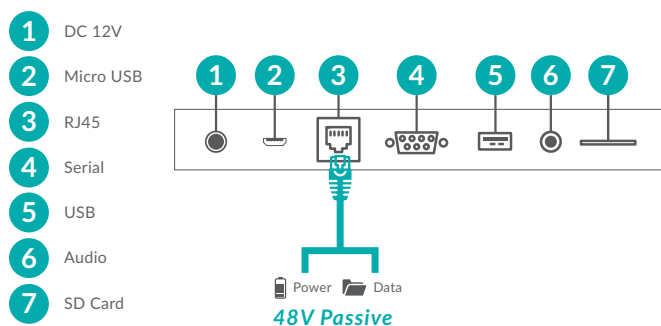 1 DC 12V
2 Micro USB
3 RJ45
4 Serial
5 USB
6 Audio
7 SD Card
1 2 3 4 5 6 7
Power Data
48V Passive